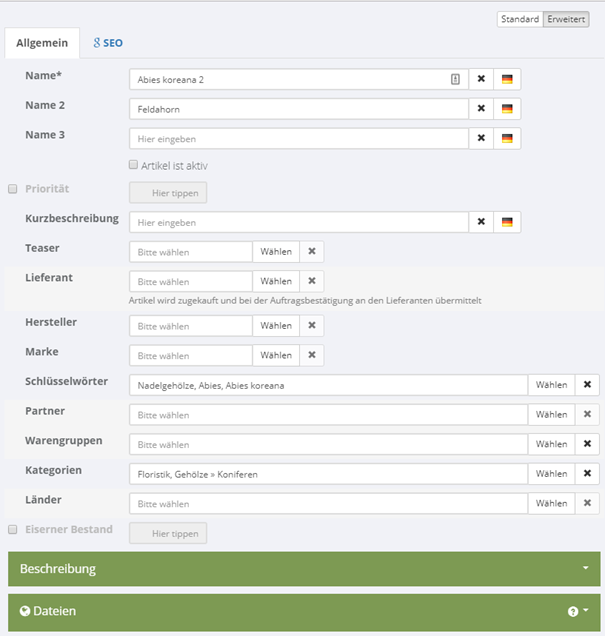 Standard Erweitert
Allgemein SEO
Name* Abies koreana 2
Name 2 Feldahorn
Name 3 Hier eingeben
Artikel ist aktiv
Priorität Hier tippen
Kurzbeschreibung Hier eingeben
Teaser Bitte wählen Wählen
Lieferant Bitte wählen Wählen
Artikel wird zugekauft und bei der Auftragsbestätigung an den Lieferanten übermittelt
Hersteller Bitte wählen Wählen
Marke Bitte wählen Wählen
Schlüsselwörter Nadelgehölze, Abies, Abies koreana Wählen
Partner Bitte wählen Wählen
Warengruppen Bitte wählen Wählen
Kategorien Floristik, Gehölze » Koniferen Wählen
Länder Bitte wählen Wählen
Eiserner Bestand Hier tippen
Beschreibung
Dateien